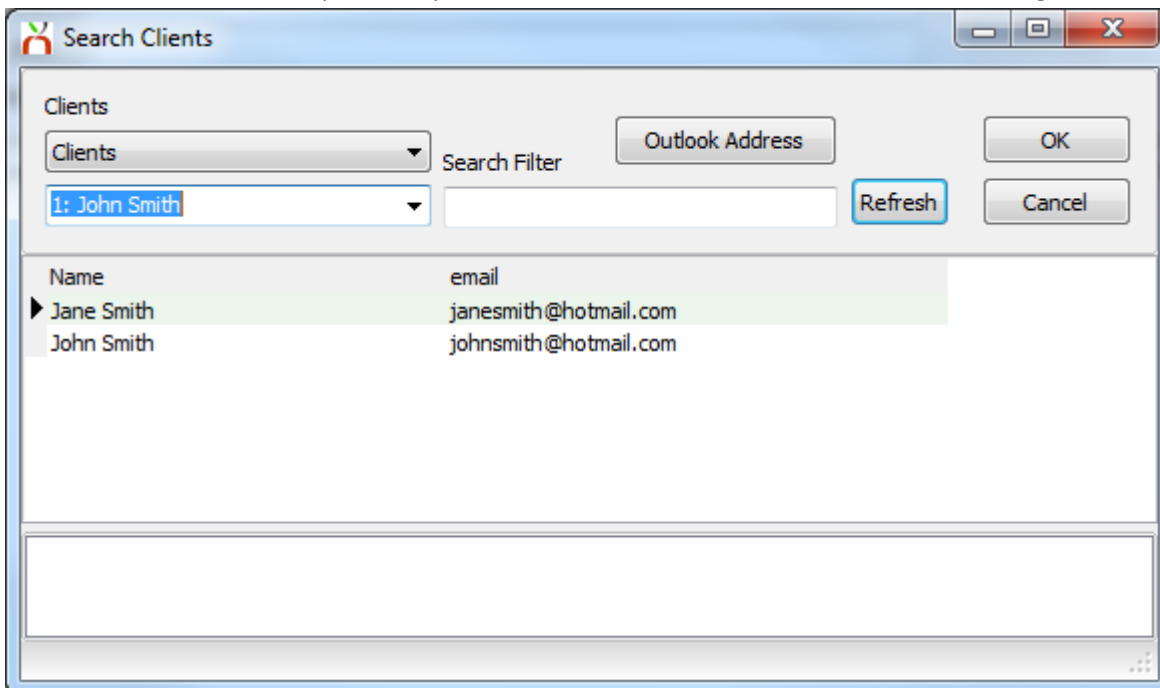 Search Clients
Clients
Clients
Outlook Address
OK
Search Filter
1: John Smith
Refresh
Cancel
Name email
Jane Smith janesmith@hotmail.com
John Smith johnsmith@hotmail.com